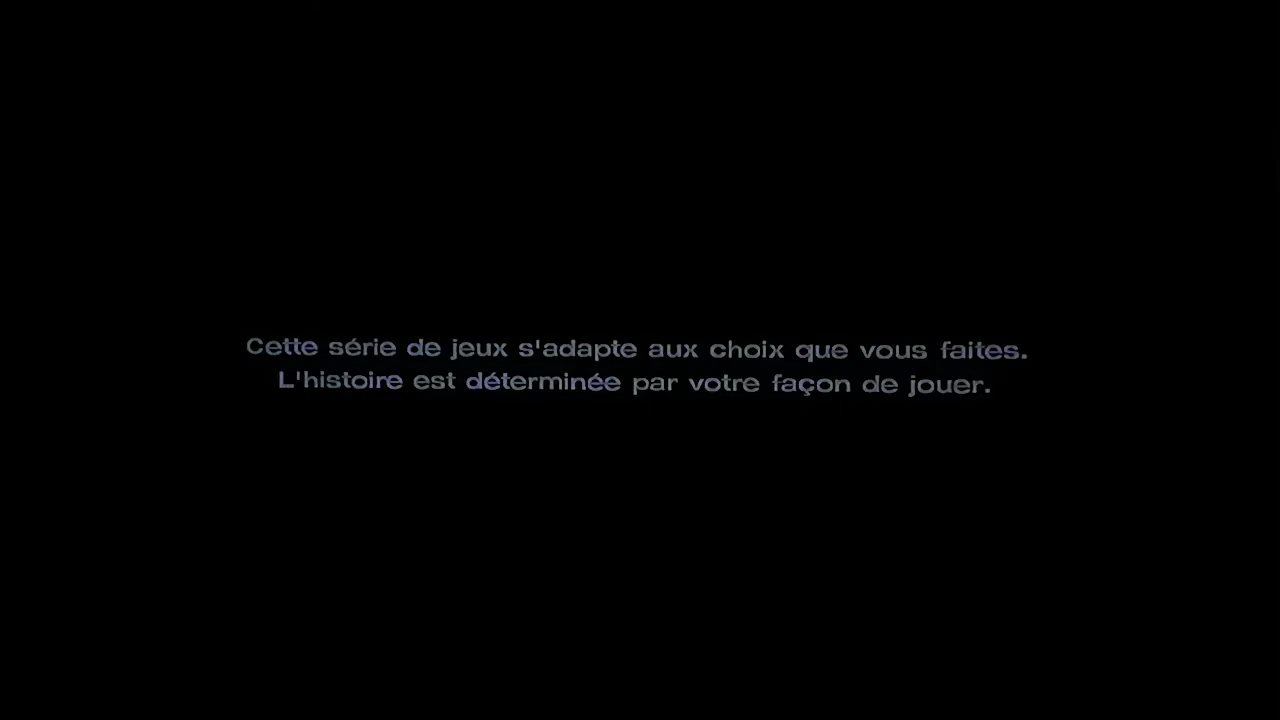 Cette série de jeux s'adapte aux choix que vous faites.
L'histoire est déterminée par votre façon de jouer.